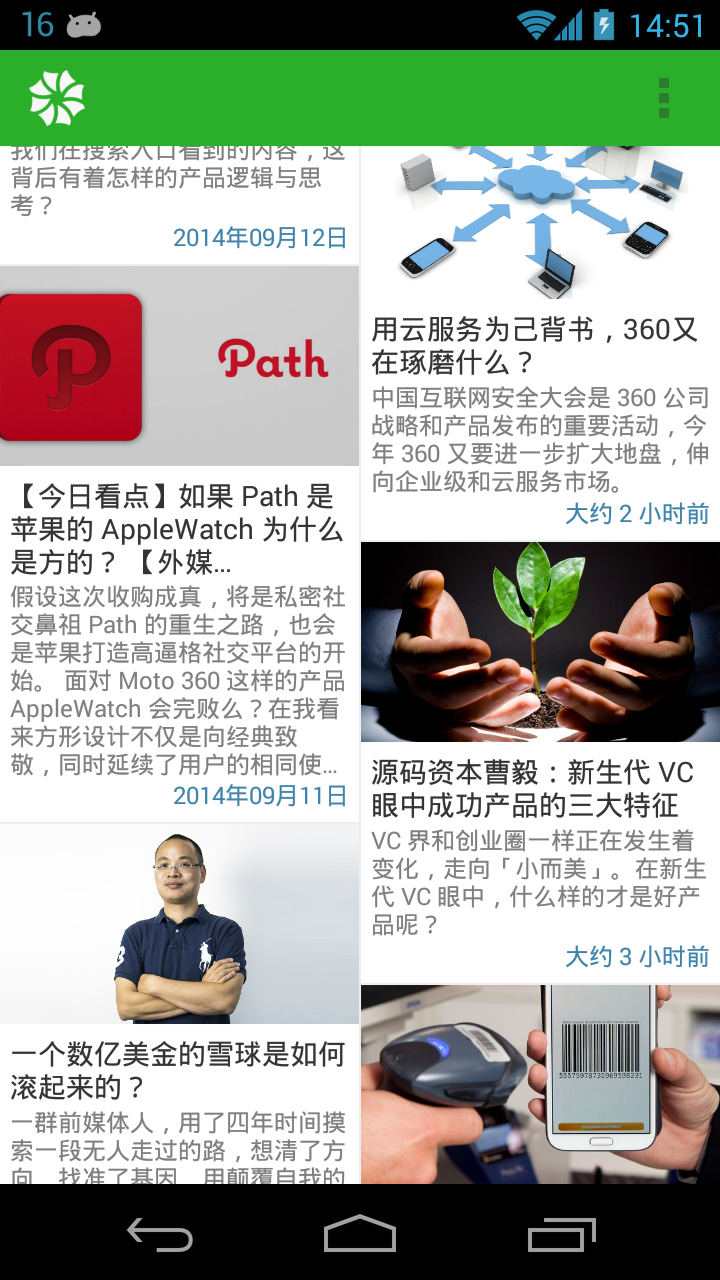 16
14:51
我们在搜索入口看到的内容，这
背后有着怎样的产品逻辑与思
考？
2014年09月12日
Path
【今日看点】如果 Path 是
苹果的 AppleWatch 为什么
是方的？ 【外媒...
假设这次收购成真，将是私密社
交鼻祖 Path 的重生之路，也会
是苹果打造高逼格社交平台的开
始。 面对 Moto 360 这样的产品
AppleWatch 会完败么？在我看
来方形设计不仅是向经典致
敬，同时延续了用户的相同使...
2014年09月11日
一个数亿美金的雪球是如何
滚起来的？
一群前媒体人，用了四年时间摸
索一段无人走过的路，想清了方
向，找准了基因，用颠覆自我的
用云服务为己背书，360又
在琢磨什么？
中国互联网安全大会是 360 公司
战略和产品发布的重要活动，今
年 360 又要进一步扩大地盘，伸
向企业级和云服务市场。
大约 2 小时前
源码资本曹毅：新生代 VC
眼中成功产品的三大特征
VC 界和创业圈一样正在发生着
变化，走向「小而美」。在新生
代 VC 眼中，什么样的才是好产
品呢？
大约 3 小时前